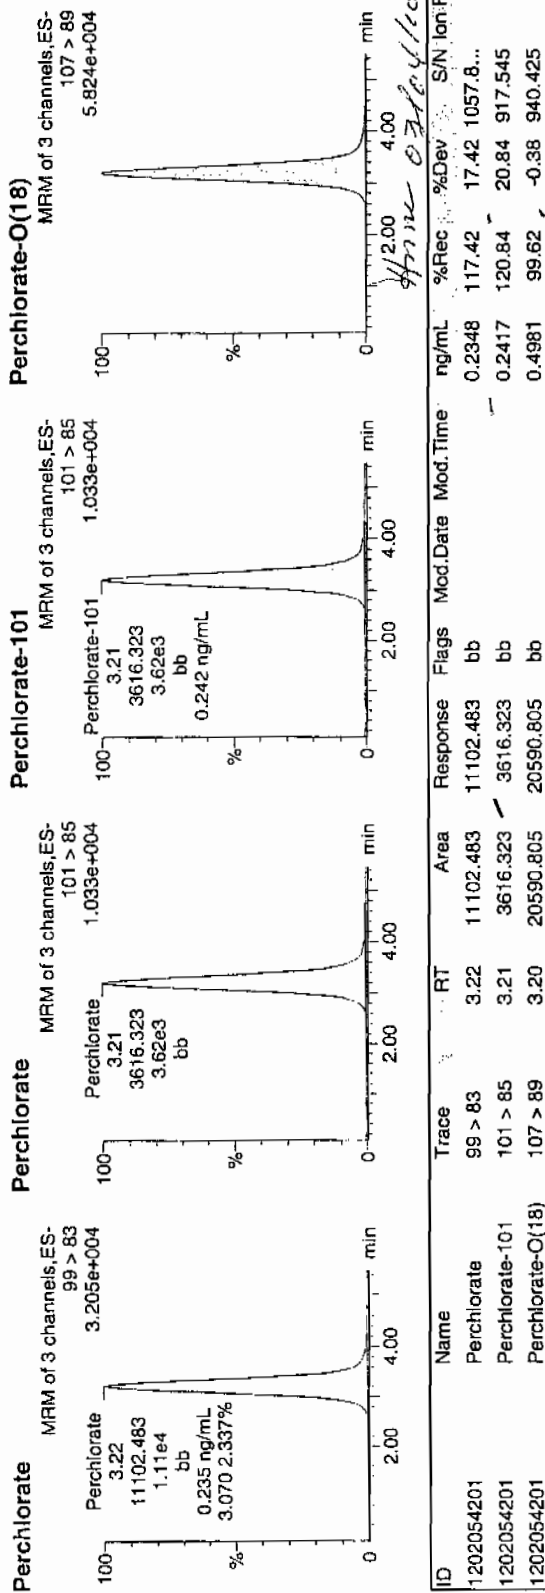 Perchlorate
MRM of 3 channels,ES-
99 > 83
3.205e+004
100
Perchlorate
3.22
11102.483
1.11e4
bb
0.235 ng/mL
3.070 2.337%
%
0
2.00
4.00
min
Perchlorate
MRM of 3 channels,ES-
101 > 85
1.033e+004
100
Perchlorate
3.21
3616.323
3.62e3
bb
%
0
2.00
4.00
min
Perchlorate-101
MRM of 3 channels,ES-
101 > 85
1.033e+004
100
Perchlorate-101
3.21
3616.323
3.62e3
bb
0.242 ng/mL
%
0
2.00
4.00
min
Perchlorate-O(18)
MRM of 3 channels,ES-
107 > 89
5.824e+004
100
%
0
2.00
4.00
min
ID Name Trace RT Area Response Flags Mod.Date Mod.Time ng/mL %Rec %Dev S/N Ion
1202054201 Perchlorate 99 > 83 3.22 11102.483 11102.483 bb 0.2348 117.42 17.42 1057.8...
1202054201 Perchlorate-101 101 > 85 3.21 3616.323 3616.323 bb 0.2417 120.84 20.84 917.545
1202054201 Perchlorate-O(18) 107 > 89 3.20 20590.805 20590.805 bb 0.4981 99.62 -0.38 940.425